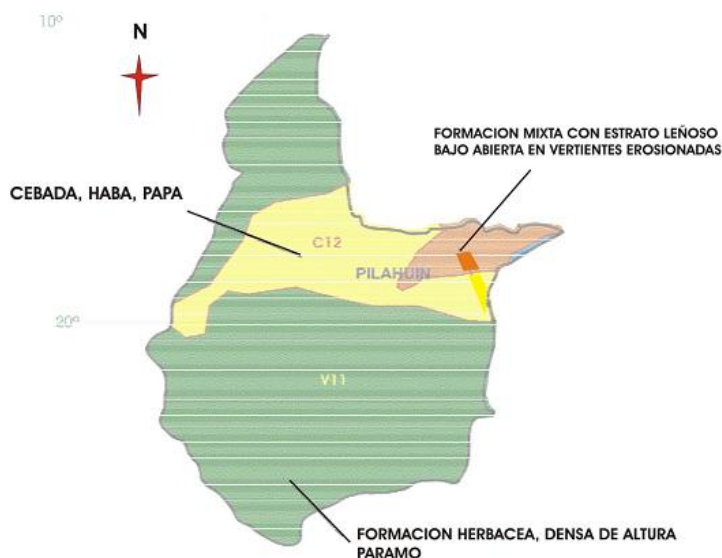 10º
N
FORMACION MIXTA CON ESTRATO LEÑOSO
BAJO ABIERTA EN VERTIENTES EROSIONADAS
CEBADA, HABA, PAPA
C12
PILAHUIN
20º
V11
FORMACION HERBACEA, DENSA DE ALTURA
PARAMO